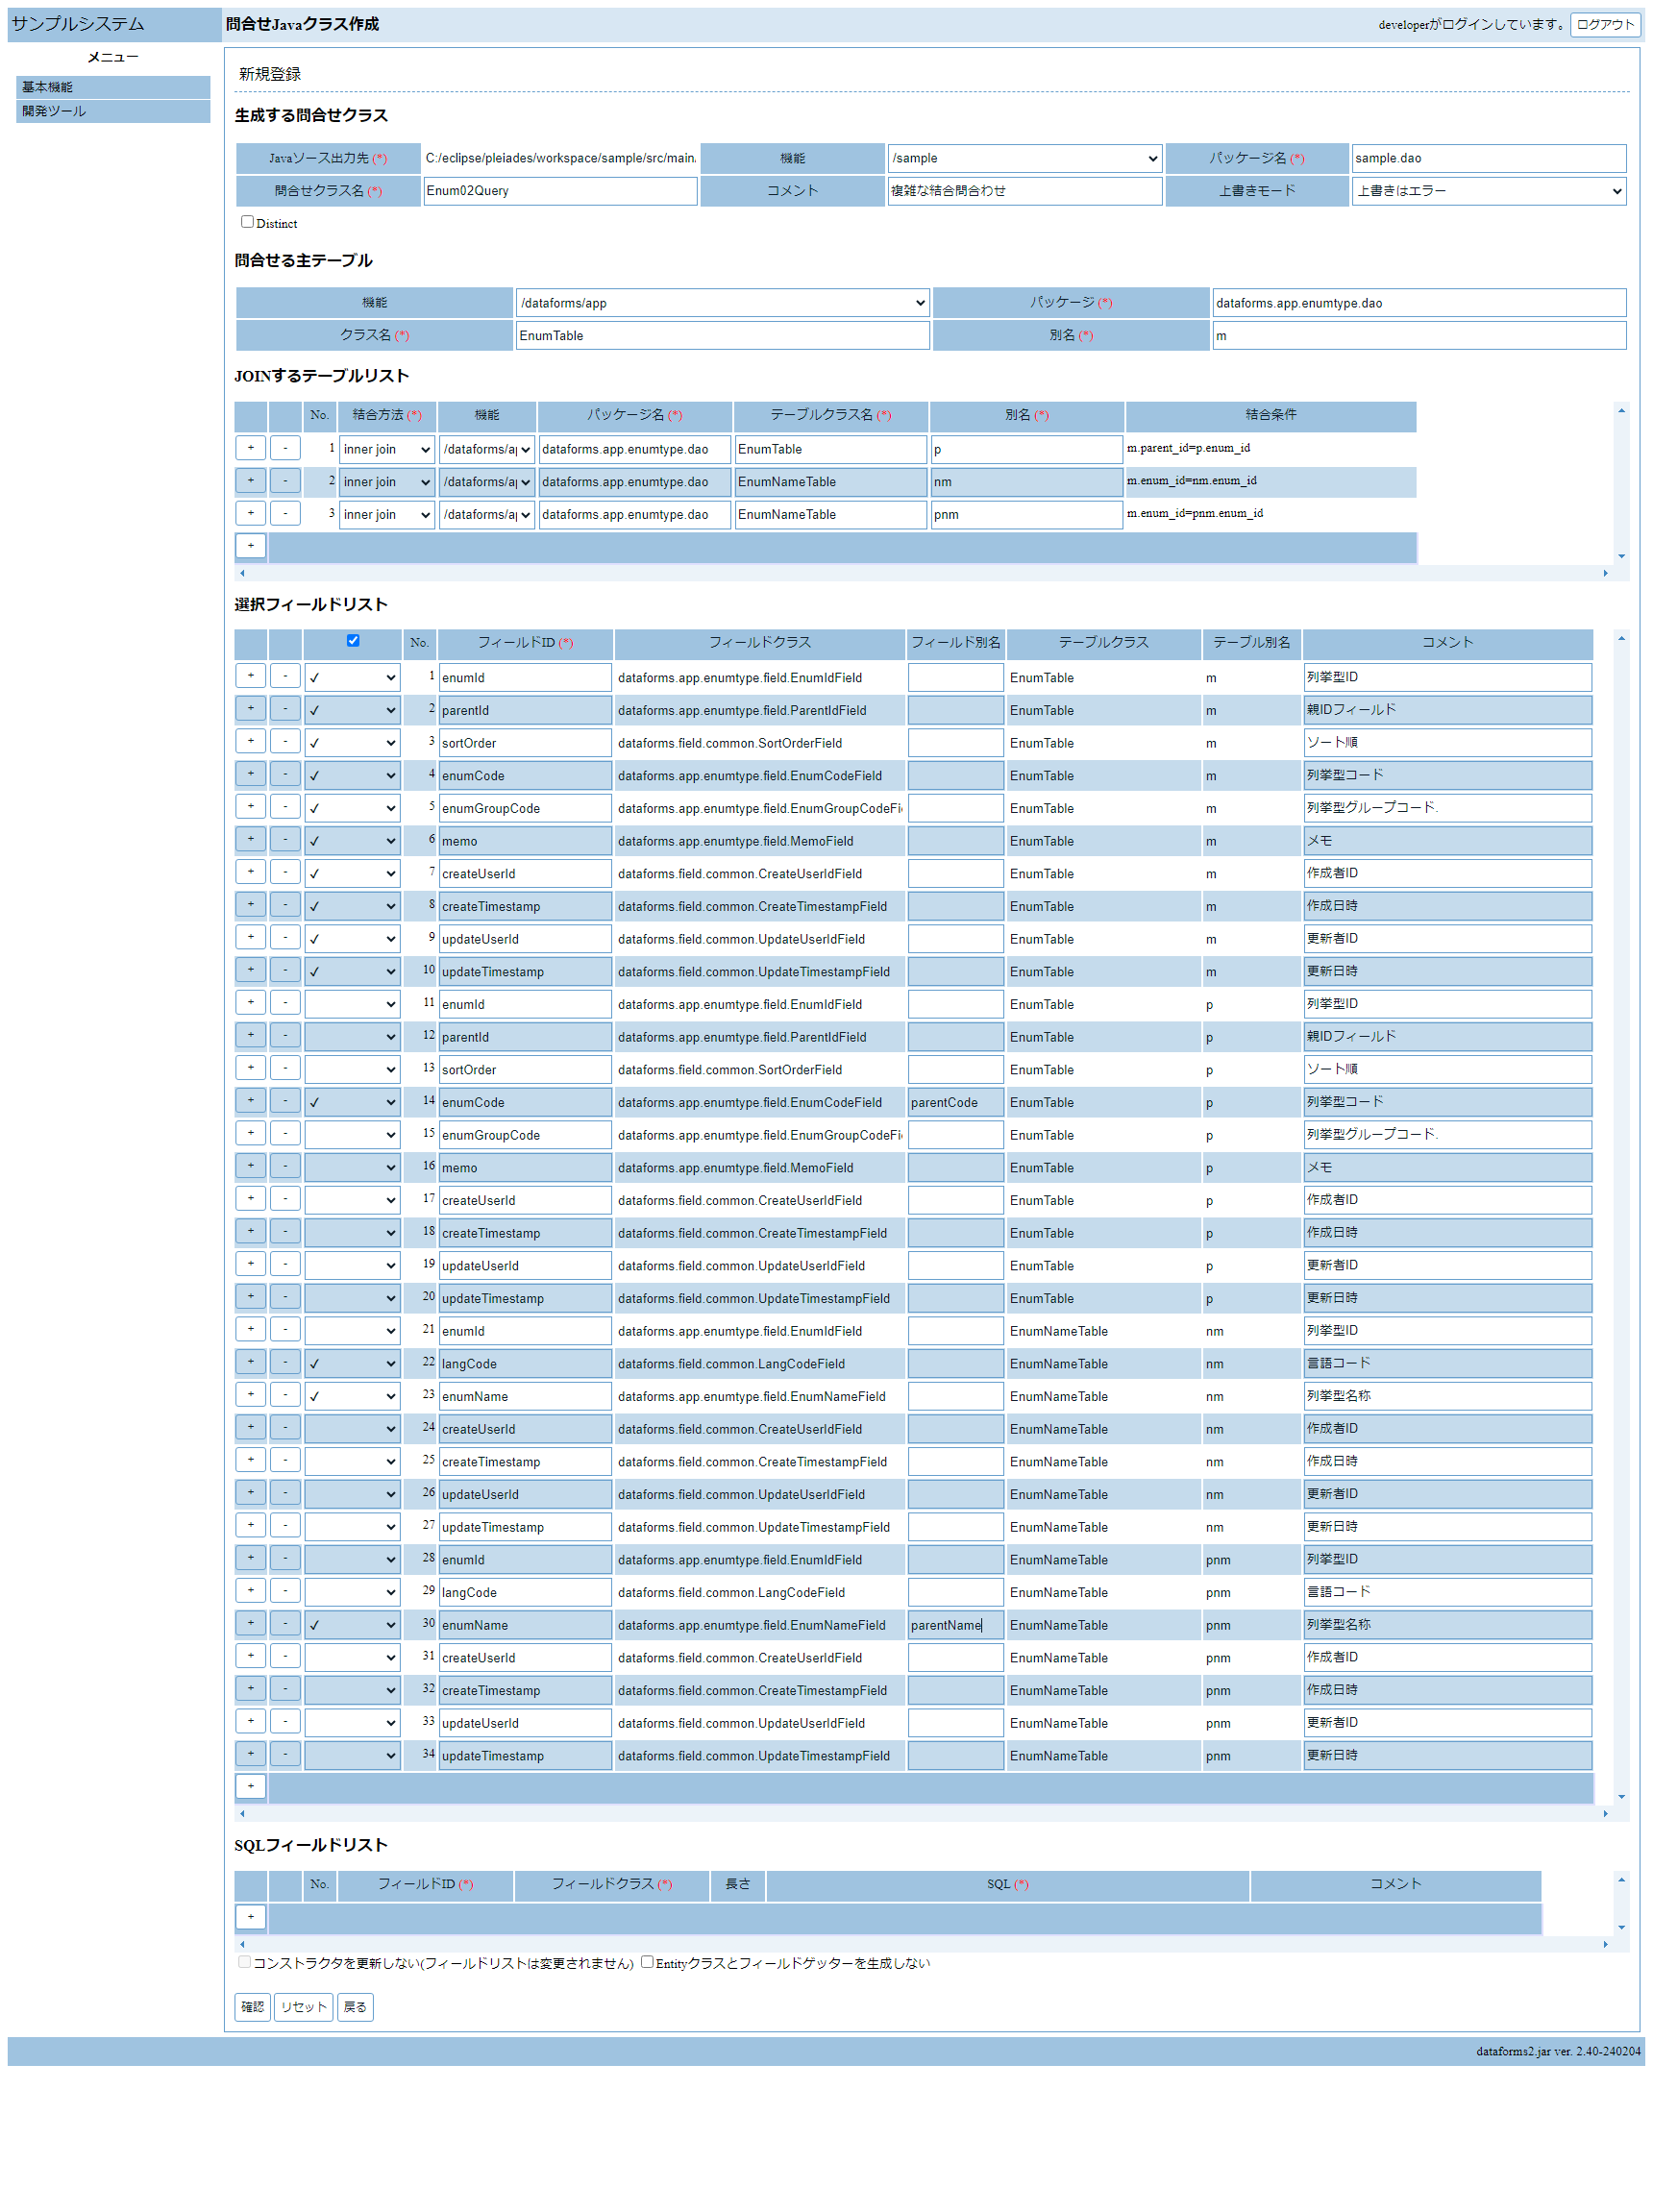 サンプルシステム 問合せJavaクラス作成 developerがログインしています。 ログアウト
メニュー
基本機能
開発ツール
新規登録
生成する問合せクラス
Javaソース出力先 (*) C:/eclipse/pleiades/workspace/sample/src/main/ 機能 /sample パッケージ名 (*) sample.dao
問合せクラス名 (*) Enum02Query コメント 複雑な結合問合わせ 上書きモード 上書きはエラー
Distinct
問合せる主テーブル
機能 /dataforms/app パッケージ (*) dataforms.app.enumtype.dao
クラス名 (*) EnumTable 別名 (*) m
JOINするテーブルリスト
No. 結合方法 (*) 機能 パッケージ名 (*) テーブルクラス名 (*) 別名 (*) 結合条件
+ - 1 inner join /dataforms/a dataforms.app.enumtype.dao EnumTable p m.parent_id=p.enum_id
+ - 2 inner join /dataforms/a dataforms.app.enumtype.dao EnumNameTable nm m.enum_id=nm.enum_id
+ - 3 inner join /dataforms/a dataforms.app.enumtype.dao EnumNameTable pnm m.enum_id=pnm.enum_id
+
選択フィールドリスト
No. フィールドID (*) フィールドクラス フィールド別名 テーブルクラス テーブル別名 コメント
+ - ✓ 1 enumId dataforms.app.enumtype.field.EnumIdField EnumTable m 列挙型ID
+ - ✓ 2 parentId dataforms.app.enumtype.field.ParentIdField EnumTable m 親IDフィールド
+ - ✓ 3 sortOrder dataforms.field.common.SortOrderField EnumTable m ソート順
+ - ✓ 4 enumCode dataforms.app.enumtype.field.EnumCodeField EnumTable m 列挙型コード
+ - ✓ 5 enumGroupCode dataforms.app.enumtype.field.EnumGroupCodeFi EnumTable m 列挙型グループコード.
+ - ✓ 6 memo dataforms.app.enumtype.field.MemoField EnumTable m メモ
+ - ✓ 7 createUserId dataforms.field.common.CreateUserIdField EnumTable m 作成者ID
+ - ✓ 8 createTimestamp dataforms.field.common.CreateTimestampField EnumTable m 作成日時
+ - ✓ 9 updateUserId dataforms.field.common.UpdateUserIdField EnumTable m 更新者ID
+ - ✓ 10 updateTimestamp dataforms.field.common.UpdateTimestampField EnumTable m 更新日時
+ - 11 enumId dataforms.app.enumtype.field.EnumIdField EnumTable p 列挙型ID
+ - 12 parentId dataforms.app.enumtype.field.ParentIdField EnumTable p 親IDフィールド
+ - 13 sortOrder dataforms.field.common.SortOrderField EnumTable p ソート順
+ - ✓ 14 enumCode dataforms.app.enumtype.field.EnumCodeField parentCode EnumTable p 列挙型コード
+ - 15 enumGroupCode dataforms.app.enumtype.field.EnumGroupCodeFi EnumTable p 列挙型グループコード.
+ - 16 memo dataforms.app.enumtype.field.MemoField EnumTable p メモ
+ - 17 createUserId dataforms.field.common.CreateUserIdField EnumTable p 作成者ID
+ - 18 createTimestamp dataforms.field.common.CreateTimestampField EnumTable p 作成日時
+ - 19 updateUserId dataforms.field.common.UpdateUserIdField EnumTable p 更新者ID
+ - 20 updateTimestamp dataforms.field.common.UpdateTimestampField EnumTable p 更新日時
+ - 21 enumId dataforms.app.enumtype.field.EnumIdField EnumNameTable nm 列挙型ID
+ - ✓ 22 langCode dataforms.field.common.LangCodeField EnumNameTable nm 言語コード
+ - ✓ 23 enumName dataforms.app.enumtype.field.EnumNameField EnumNameTable nm 列挙型名称
+ - 24 createUserId dataforms.field.common.CreateUserIdField EnumNameTable nm 作成者ID
+ - 25 createTimestamp dataforms.field.common.CreateTimestampField EnumNameTable nm 作成日時
+ - 26 updateUserId dataforms.field.common.UpdateUserIdField EnumNameTable nm 更新者ID
+ - 27 updateTimestamp dataforms.field.common.UpdateTimestampField EnumNameTable nm 更新日時
+ - 28 enumId dataforms.app.enumtype.field.EnumIdField EnumNameTable pnm 列挙型ID
+ - 29 langCode dataforms.field.common.LangCodeField EnumNameTable pnm 言語コード
+ - ✓ 30 enumName dataforms.app.enumtype.field.EnumNameField parentName EnumNameTable pnm 列挙型名称
+ - 31 createUserId dataforms.field.common.CreateUserIdField EnumNameTable pnm 作成者ID
+ - 32 createTimestamp dataforms.field.common.CreateTimestampField EnumNameTable pnm 作成日時
+ - 33 updateUserId dataforms.field.common.UpdateUserIdField EnumNameTable pnm 更新者ID
+ - 34 updateTimestamp dataforms.field.common.UpdateTimestampField EnumNameTable pnm 更新日時
+
SQLフィールドリスト
No. フィールドID (*) フィールドクラス (*) 長さ SQL (*) コメント
+
コンストラクタを更新しない(フィールドリストは変更されません) Entityクラスとフィールドゲッターを生成しない
確認 リセット 戻る
dataforms2.jar ver. 2.40-240204